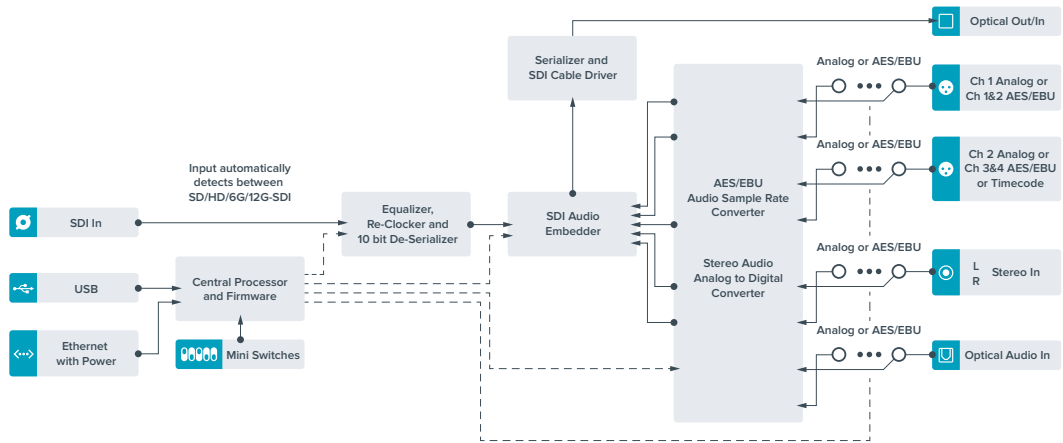 Optical Out/In
Serializer and
SDI Cable Driver
Analog or AES/EBU
Ch 1 Analog or
Ch 1&2 AES/EBU
Analog or AES/EBU
Ch 2 Analog or
Ch 3&4 AES/EBU
or Timecode
Input automatically
detects between
SD/HD/6G/12G-SDI
AES/EBU
Audio Sample Rate
Converter
SDI In
Equalizer,
Re-Clocker and
10 bit De-Serializer
SDI Audio
Embedder
Stereo Audio
Analog to Digital
Converter
Analog or AES/EBU
L
R
Stereo In
USB
Central Processor
and Firmware
Ethernet
with Power
Mini Switches
Analog or AES/EBU
Optical Audio In